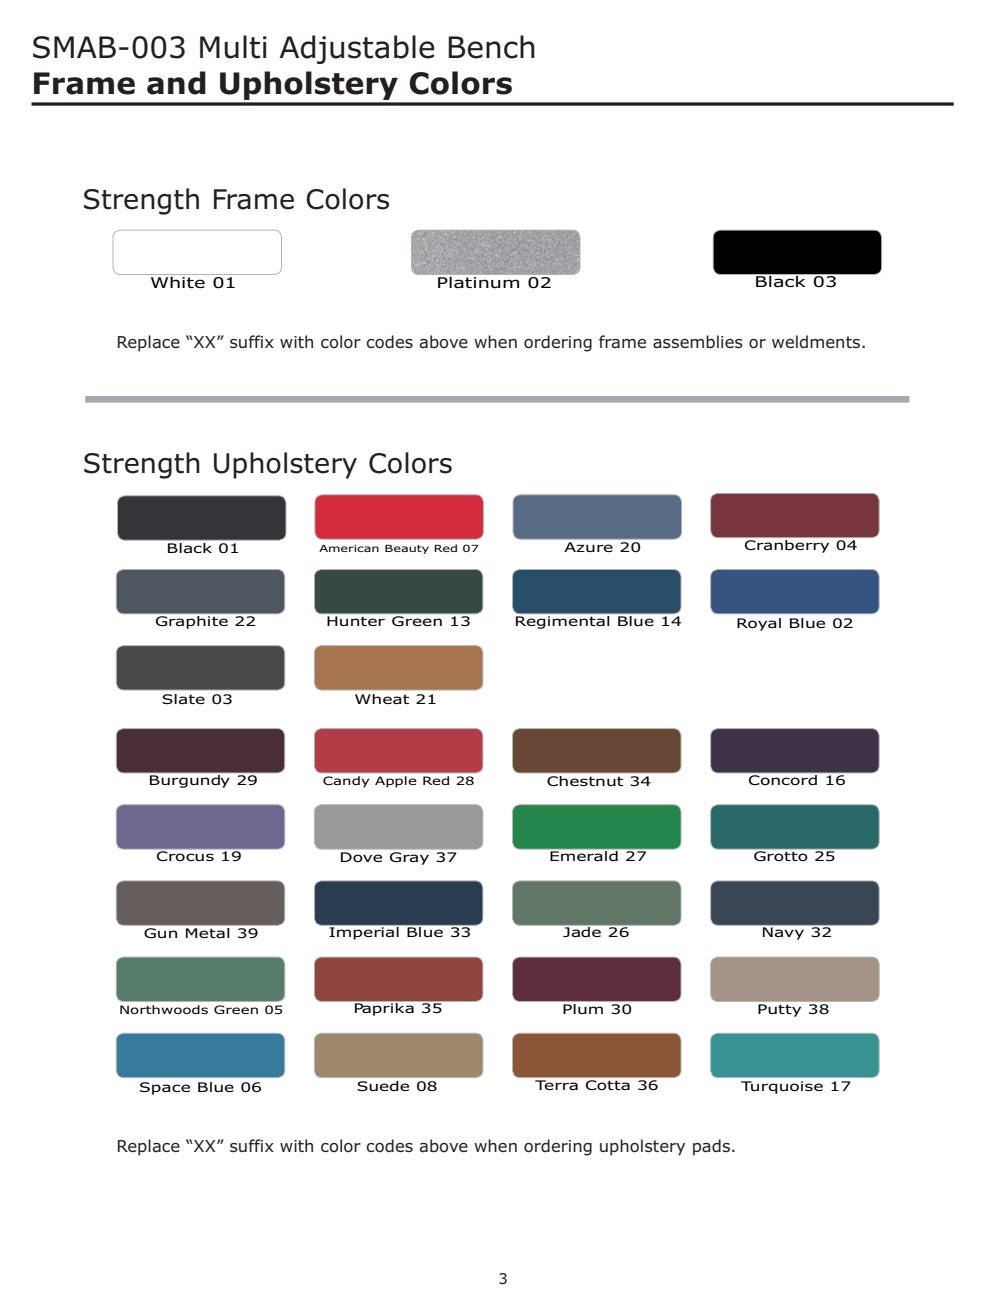 SMAB-003 Multi Adjustable Bench
Frame and Upholstery Colors
Strength Frame Colors
White 01
Platinum 02
Black 03
Replace “XX” suffix with color codes above when ordering frame assemblies or weldments.
Strength Upholstery Colors
Black 01
American Beauty Red 07
Azure 20
Cranberry 04
Graphite 22
Hunter Green 13
Regimental Blue 14
Royal Blue 02
Slate 03
Wheat 21
Burgundy 29
Candy Apple Red 28
Chestnut 34
Concord 16
Crocus 19
Dove Gray 37
Emerald 27
Grotto 25
Gun Metal 39
Imperial Blue 33
Jade 26
Navy 32
Northwoods Green 05
Paprika 35
Plum 30
Putty 38
Space Blue 06
Suede 08
Terra Cotta 36
Turquoise 17
Replace “XX” suffix with color codes above when ordering upholstery pads.
3